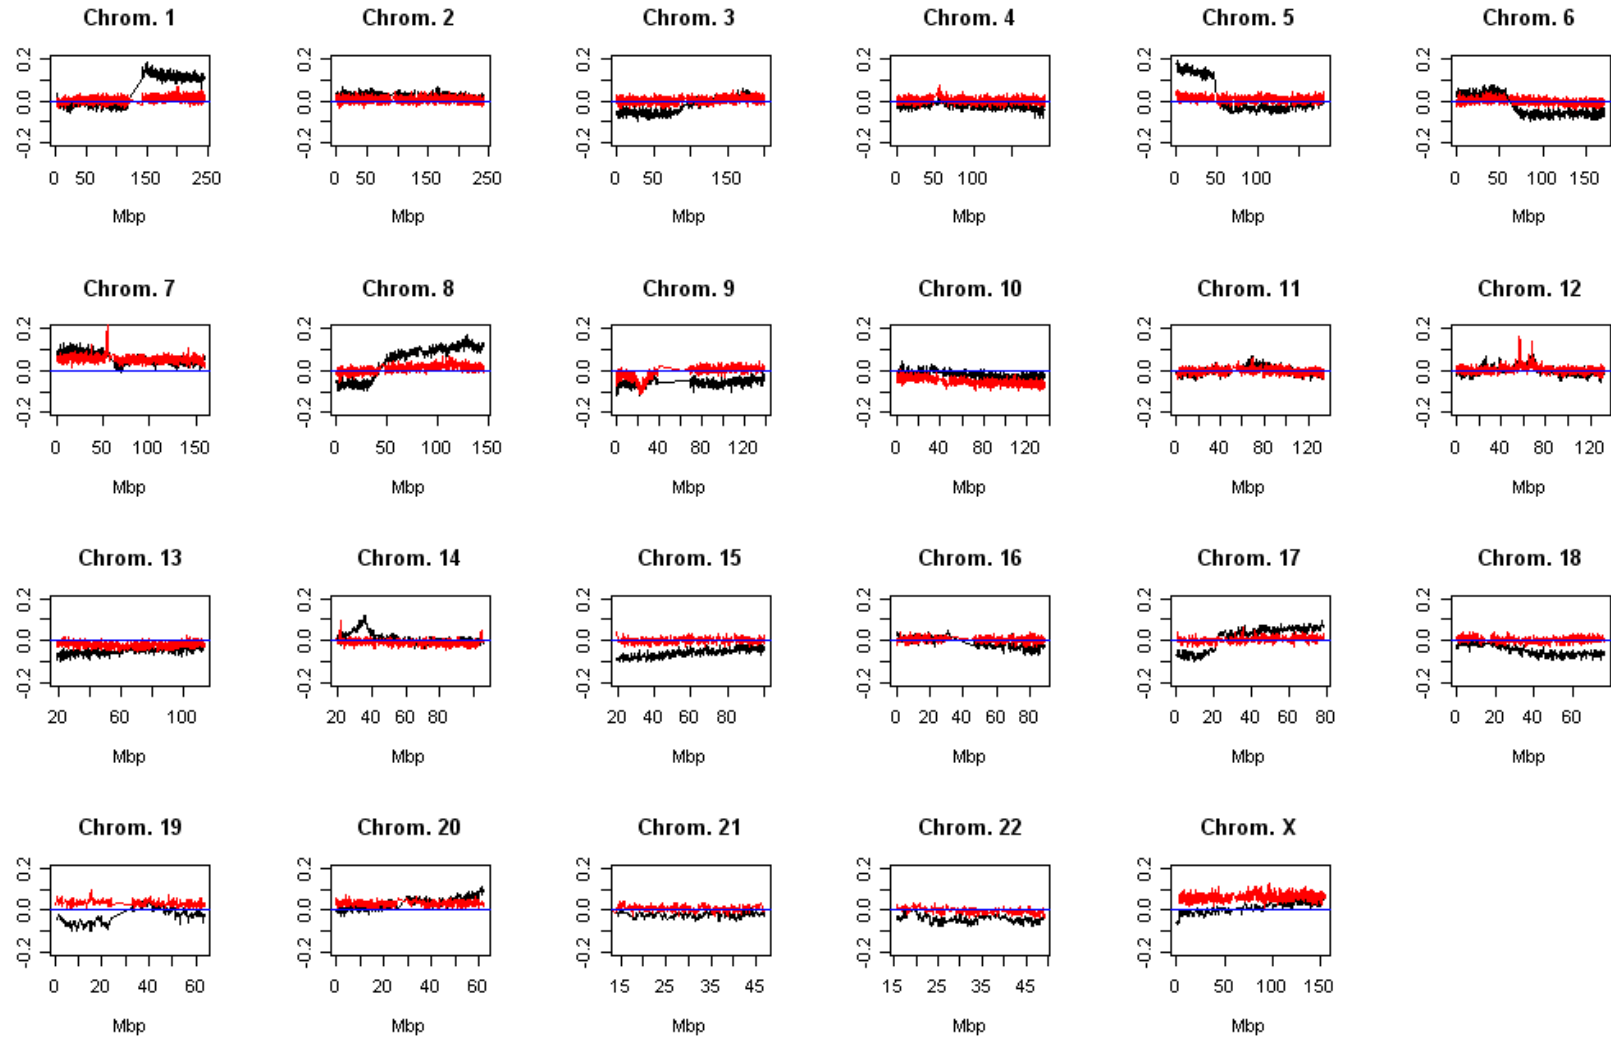 Chrom. 1 Chrom. 2 Chrom. 3 Chrom. 4 Chrom. 5 Chrom. 6
-0.2 0.0 0.2 -0.2 0.0 0.2 -0.2 0.0 0.2 -0.2 0.0 0.2 -0.2 0.0 0.2 -0.2 0.0 0.2
0 50 150 250 0 50 150 250 0 50 150 0 50 100 0 50 100 0 50 100 150
Mbp Mbp Mbp Mbp Mbp Mbp
Chrom. 7 Chrom. 8 Chrom. 9 Chrom. 10 Chrom. 11 Chrom. 12
-0.2 0.0 0.2 -0.2 0.0 0.2 -0.2 0.0 0.2 -0.2 0.0 0.2 -0.2 0.0 0.2 -0.2 0.0 0.2
0 50 100 150 0 50 100 150 0 40 80 120 0 40 80 120 0 40 80 120 0 40 80 120
Mbp Mbp Mbp Mbp Mbp Mbp
Chrom. 13 Chrom. 14 Chrom. 15 Chrom. 16 Chrom. 17 Chrom. 18
-0.2 0.0 0.2 -0.2 0.0 0.2 -0.2 0.0 0.2 -0.2 0.0 0.2 -0.2 0.0 0.2 -0.2 0.0 0.2
20 60 100 20 40 60 80 20 40 60 80 0 20 40 60 80 0 20 40 60 80 0 20 40 60
Mbp Mbp Mbp Mbp Mbp Mbp
Chrom. 19 Chrom. 20 Chrom. 21 Chrom. 22 Chrom. X
-0.2 0.0 0.2 -0.2 0.0 0.2 -0.2 0.0 0.2 -0.2 0.0 0.2 -0.2 0.0 0.2
0 20 40 60 0 20 40 60 15 25 35 45 15 25 35 45 0 50 100 150
Mbp Mbp Mbp Mbp Mbp